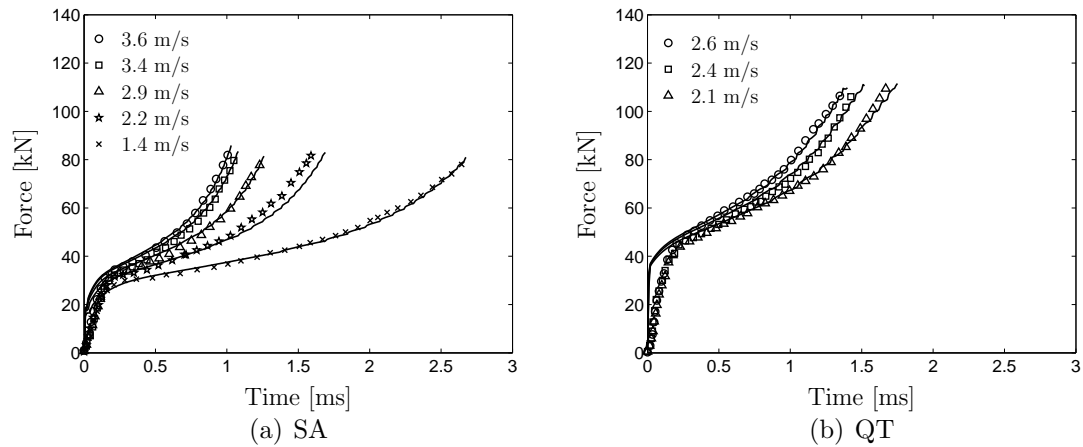 140
120
100
80
60
40
20
0
0
0.5
1
1.5
2
2.5
3
Force [kN]
Time [ms]
3.6 m/s
3.4 m/s
2.9 m/s
2.2 m/s
1.4 m/s
(a) SA
140
120
100
80
60
40
20
0
0
0.5
1
1.5
2
2.5
3
Force [kN]
Time [ms]
2.6 m/s
2.4 m/s
2.1 m/s
(b) QT